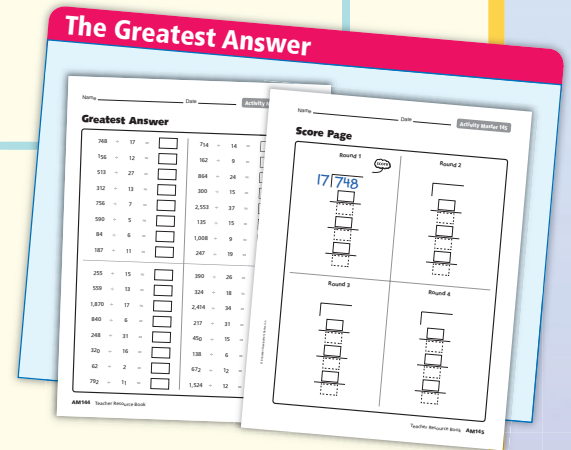 The Greatest Answer
Name Date
Greatest Answer
748 ÷ 17 =
156 ÷ 12 =
513 ÷ 27 =
312 ÷ 13 =
756 ÷ 7 =
590 ÷ 5 =
84 ÷ 6 =
187 ÷ 11 =
714 ÷ 14 =
162 ÷ 9 =
864 ÷ 24 =
300 ÷ 15 =
2,553 ÷ 37 =
135 ÷ 15 =
1,008 ÷ 9 =
247 ÷ 19 =
255 ÷ 15 =
559 ÷ 13 =
1,870 ÷ 17 =
840 ÷ 6 =
248 ÷ 31 =
320 ÷ 16 =
62 ÷ 2 =
792 ÷ 11 =
390 ÷ 26 =
324 ÷ 18 =
2,414 ÷ 34 =
217 ÷ 31 =
450 ÷ 15 =
138 ÷ 6 =
672 ÷ 12 =
1,524 ÷ 12 =
AM144 Teacher Resource Book
Name Date Activity Master 145
Score Page
Round 1
score
17 748
Round 2
Round 3
Round 4
Teacher Resource Book AM145